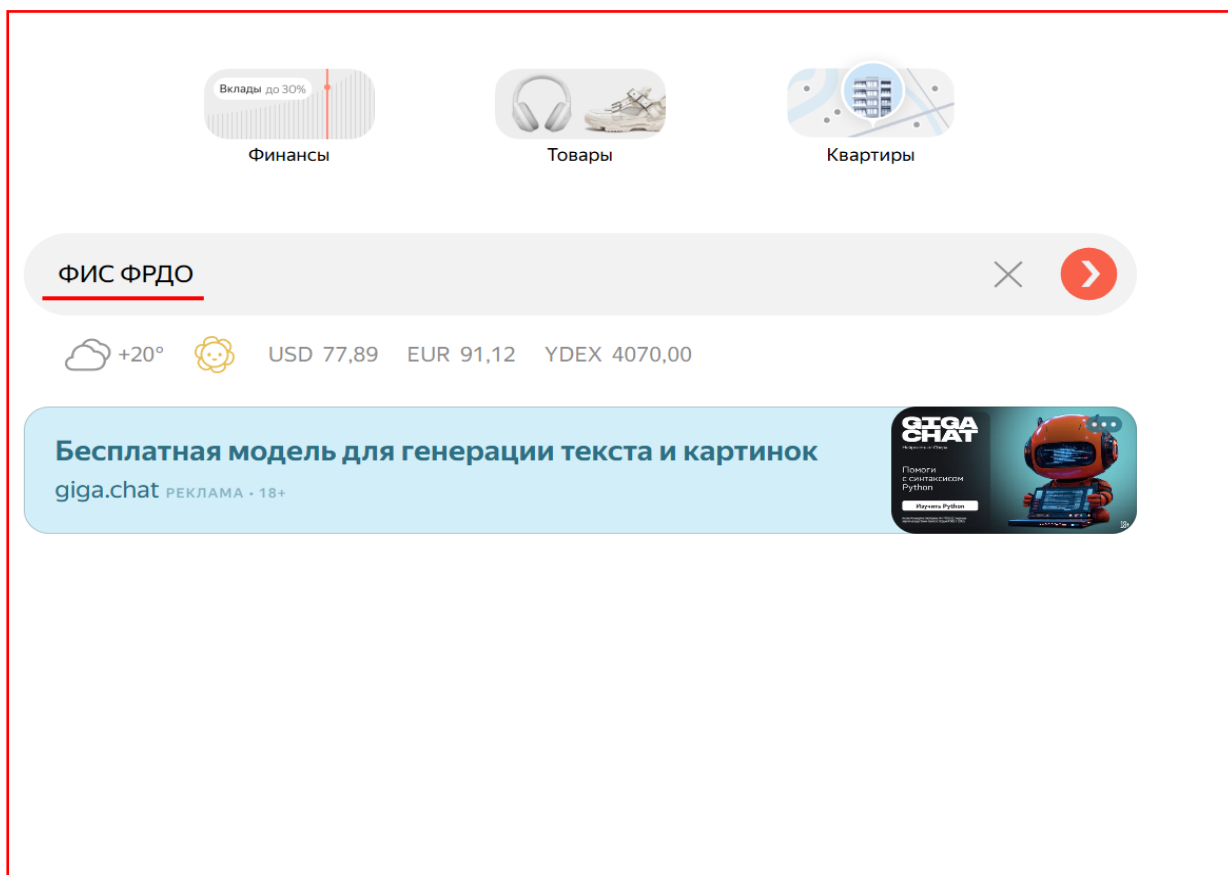 Вклады до 30%
Финансы
Товары
Квартиры
ФИС ФРДО
+20°
USD 77,89 EUR 91,12 YDEX 4070,00
Бесплатная модель для генерации текста и картинок
giga.chat РЕКЛАМА • 18+
GIGA
CHAT
Помоги
с синтаксисом
Python
Изучить Python
18+